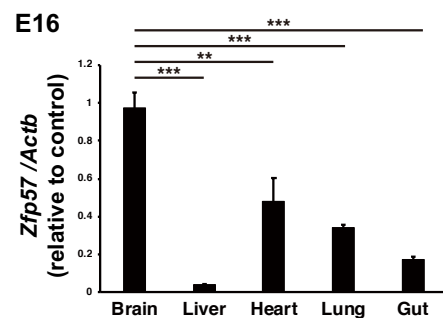 E16
***
***
**
***
Zfp57 /Actb
(relative to control)
1.2
1
0.8
0.6
0.4
0.2
0
Brain Liver Heart Lung Gut